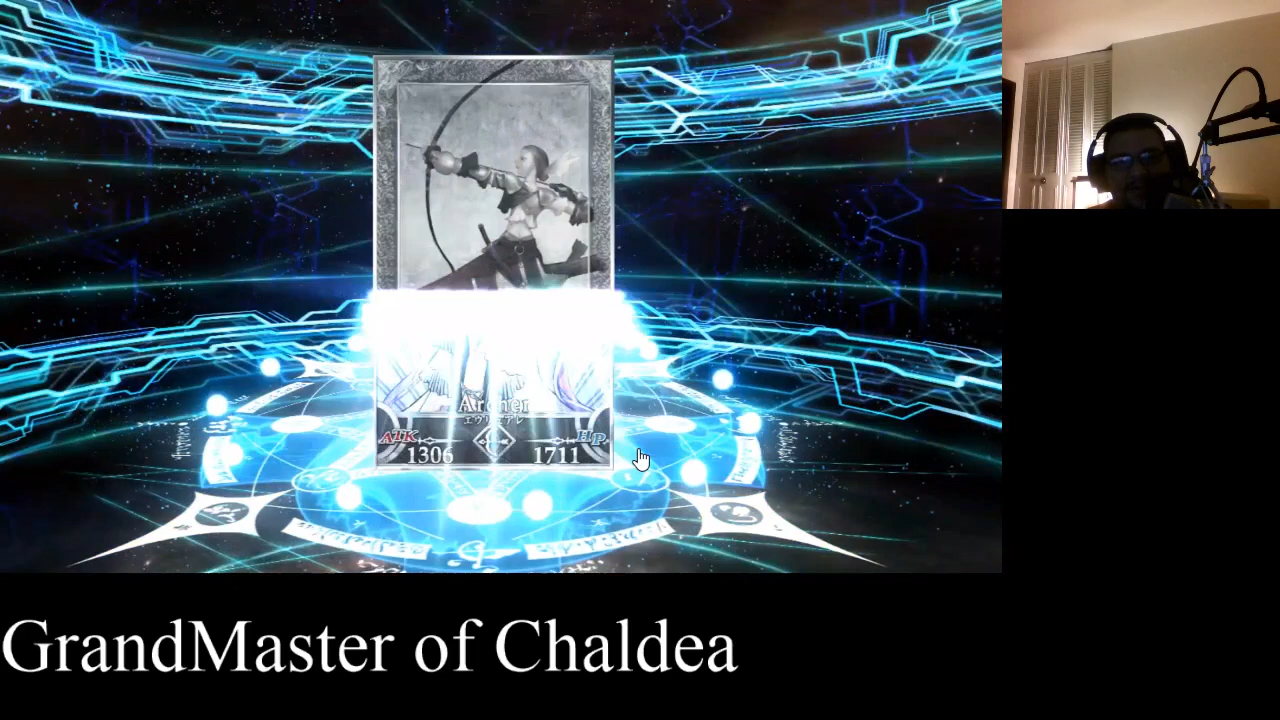 Archer
エウリュアレ
ATK
HP
1306
1711
GrandMaster of Chaldea